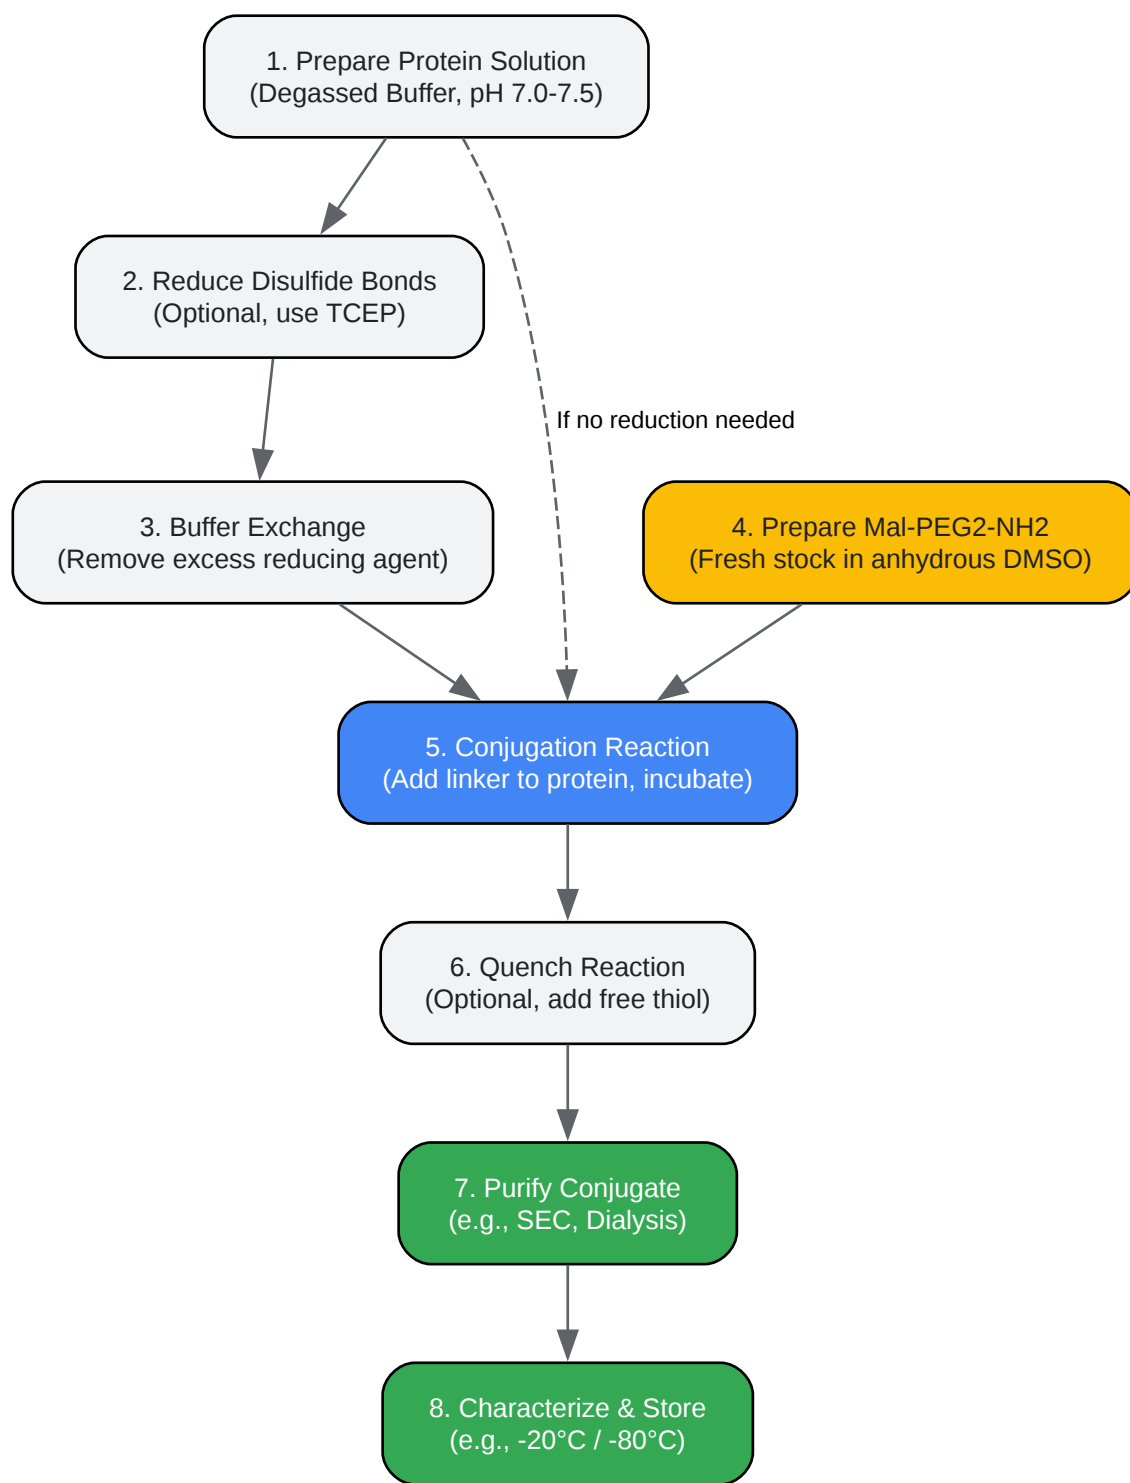 1. Prepare Protein Solution
(Degassed Buffer, pH 7.0-7.5)
2. Reduce Disulfide Bonds
(Optional, use TCEP)
If no reduction needed
3. Buffer Exchange
(Remove excess reducing agent)
4. Prepare Mal-PEG2-NH2
(Fresh stock in anhydrous DMSO)
5. Conjugation Reaction
(Add linker to protein, incubate)
6. Quench Reaction
(Optional, add free thiol)
7. Purify Conjugate
(e.g., SEC, Dialysis)
8. Characterize & Store
(e.g., -20°C / -80°C)